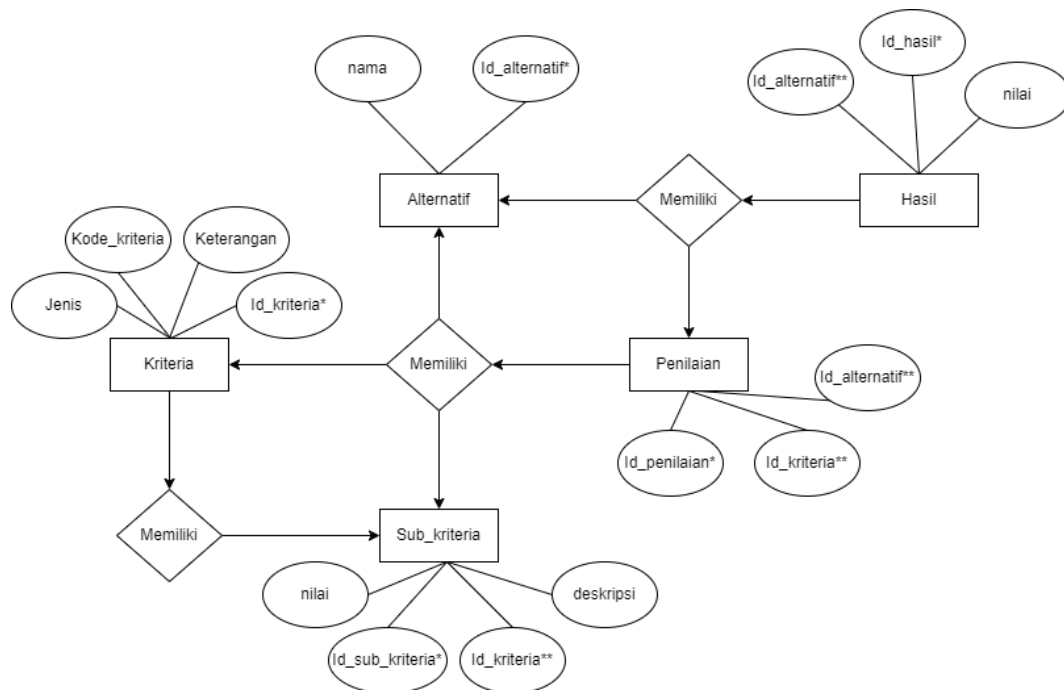 Id_hasil*
nama
Id_alternatif*
Id_alternatif**
nilai
Alternatif
Memiliki
Hasil
Kode_kriteria
Keterangan
Jenis
Id_kriteria*
Kriteria
Memiliki
Penilaian
Id_alternatif**
Id_penilaian*
Id_kriteria**
Memiliki
Sub_kriteria
nilai
deskripsi
Id_sub_kriteria*
Id_kriteria**